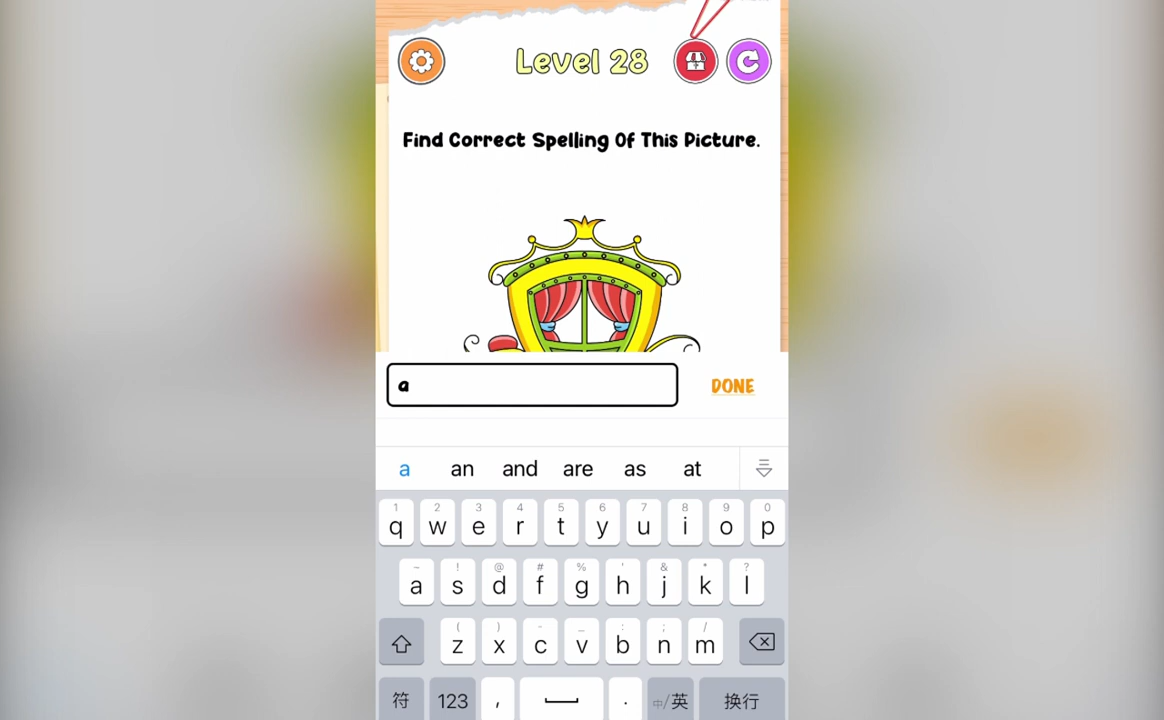 Level 28
Find Correct Spelling Of This Picture.
a
DONE
a an and are as at
1 2 3 4 5 6 7 8 9 0
q w e r t y u i o p
~ ! @ # % ' & * ?
a s d f g h j k l
( ) - _ : ; /
z x c v b n m
符 123 , . 中/英 换行